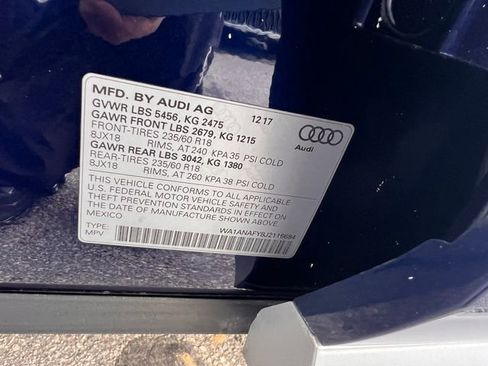 MFD. BY AUDI AG 12 17
GVWR LBS 5456, KG 2475
GAWR FRONT LBS 2679, KG 1215
FRONT-TIRES 235/60 R18
8JX18 RIMS, AT 240 KPA 35 PSI COLD
GAWR REAR LBS 3042, KG 1380
REAR-TIRES 235/60 R18
8JX18 RIMS, AT 260 KPA 38 PSI COLD
Audi
THIS VEHICLE CONFORMS TO ALL APPLICABLE
U.S. FEDERAL MOTOR VEHICLE SAFETY AND
THEFT PREVENTION STANDARDS IN EFFECT ON
THE DATE OF MANUFACTURE SHOWN ABOVE
MEXICO
TYPE:
MPV
WA1ANAFY8J2116684